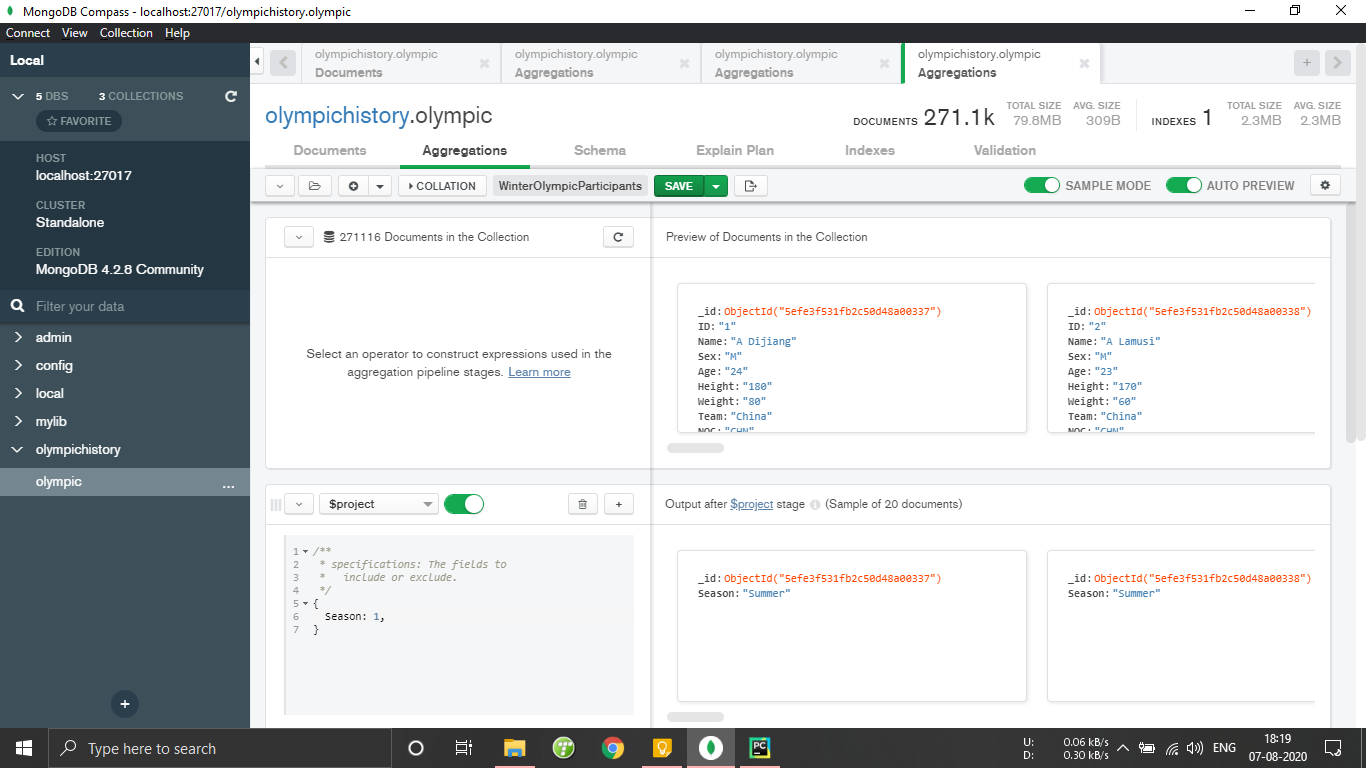 MongoDB Compass - localhost:27017/olympichistory.olympic
Connect View Collection Help
Local
5 DBS 3 COLLECTIONS
FAVORITE
HOST
localhost:27017
CLUSTER
Standalone
EDITION
MongoDB 4.2.8 Community
Filter your data
admin
config
local
mylib
olympichistory
olympic ...
olympichistory.olympic
Documents
olympichistory.olympic
Aggregations
olympichistory.olympic
Aggregations
olympichistory.olympic
Aggregations
olympichistory.olympic
DOCUMENTS 271.1k TOTAL SIZE 79.8MB AVG. SIZE 309B INDEXES 1 TOTAL SIZE 2.3MB AVG. SIZE 2.3MB
Documents Aggregations Schema Explain Plan Indexes Validation
COLLATION WinterOlympicParticipants SAVE SAMPLE MODE AUTO PREVIEW
271116 Documents in the Collection
Preview of Documents in the Collection
Select an operator to construct expressions used in the
aggregation pipeline stages. Learn more
_id: ObjectId("5efe3f531fb2c50d48a00337")
ID: "1"
Name: "A Dijiang"
Sex: "M"
Age: "24"
Height: "180"
Weight: "80"
Team: "China"
NOC: "CHN"
_id: ObjectId("5efe3f531fb2c50d48a00338")
ID: "2"
Name: "A Lamusi"
Sex: "M"
Age: "23"
Height: "170"
Weight: "60"
Team: "China"
NOC: "CHN"
$project
Output after $project stage (Sample of 20 documents)
1 /**
2 * specifications: The fields to
3 * include or exclude.
4 */
5 {
6 Season: 1,
7 }
_id: ObjectId("5efe3f531fb2c50d48a00337")
Season: "Summer"
_id: ObjectId("5efe3f531fb2c50d48a00338")
Season: "Summer"
Type here to search
PC
U: 0.06 kB/s
D: 0.30 kB/s
ENG
18:19
07-08-2020